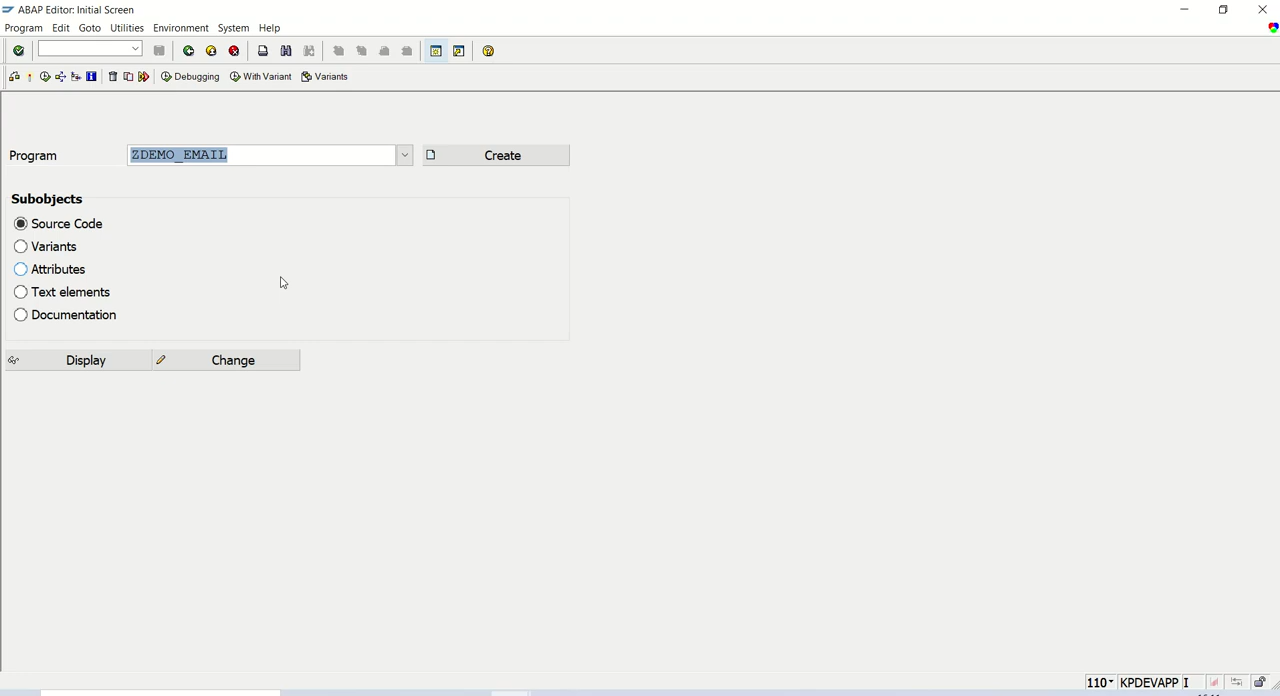 ABAP Editor: Initial Screen
Program Edit Goto Utilities Environment System Help
Debugging With Variant Variants
Program ZDEMO_EMAIL Create
Subobjects
Source Code
Variants
Attributes
Text elements
Documentation
Display Change
110 KPDEVAPP I